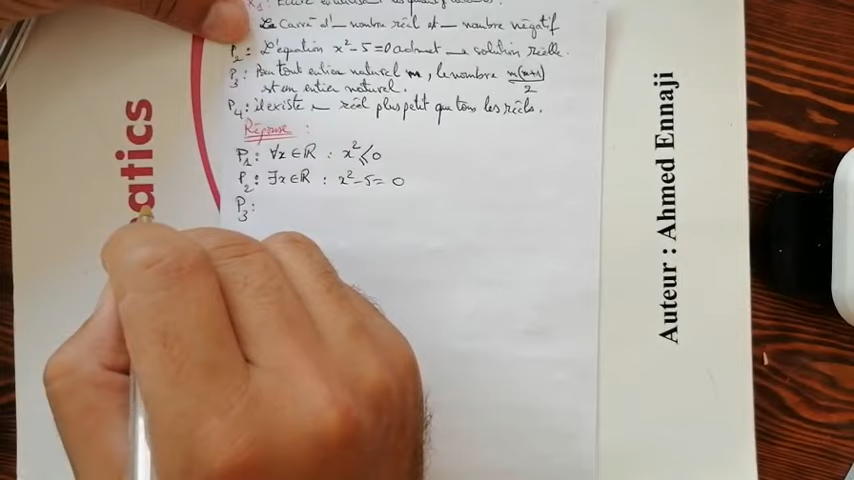 Le Carré d'un nombre réel est un nombre négatif
P₂ : L'équation x² - 5 = 0 admet une solution réelle.
P₃ : Pour tout entier naturel n, le nombre n(n+1)/2
est un entier naturel.
P₄ : il existe un réel plus petit que tous les réels.
Réponse :
P₁ : ∀x ∈ ℝ : x² ≤ 0
P₂ : ∃x ∈ ℝ : x² - 5 = 0
P₃ :
atics
Auteur : Ahmed Ennaji